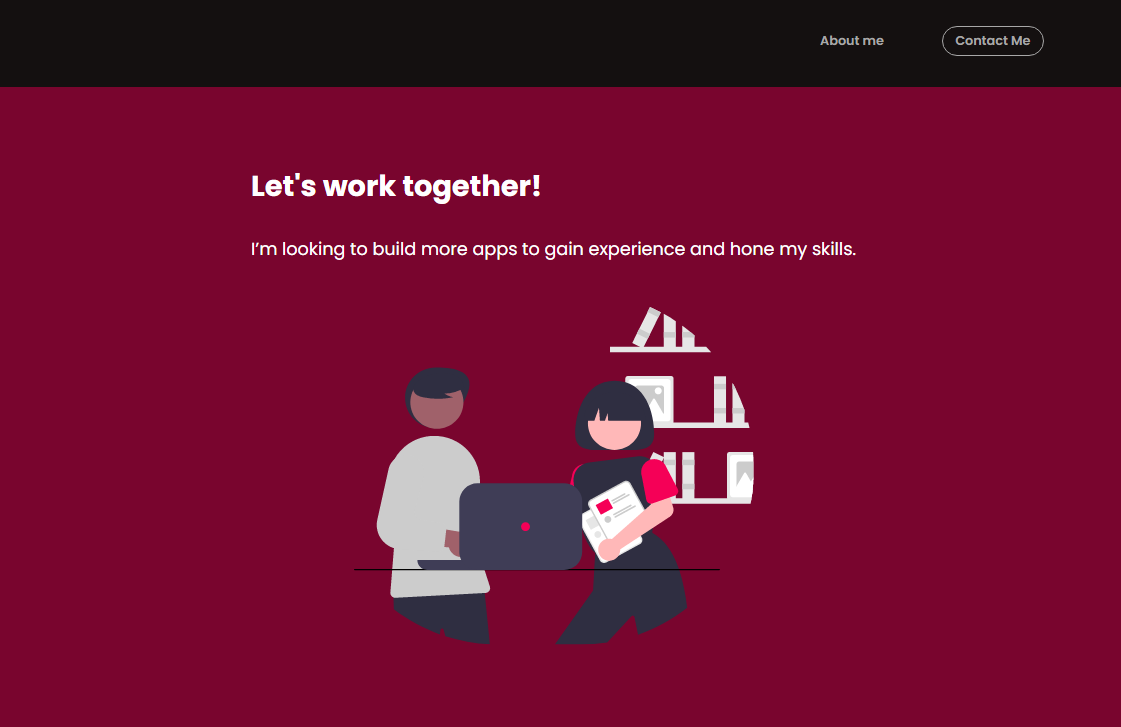 About me
Contact Me
Let's work together!
I’m looking to build more apps to gain experience and hone my skills.